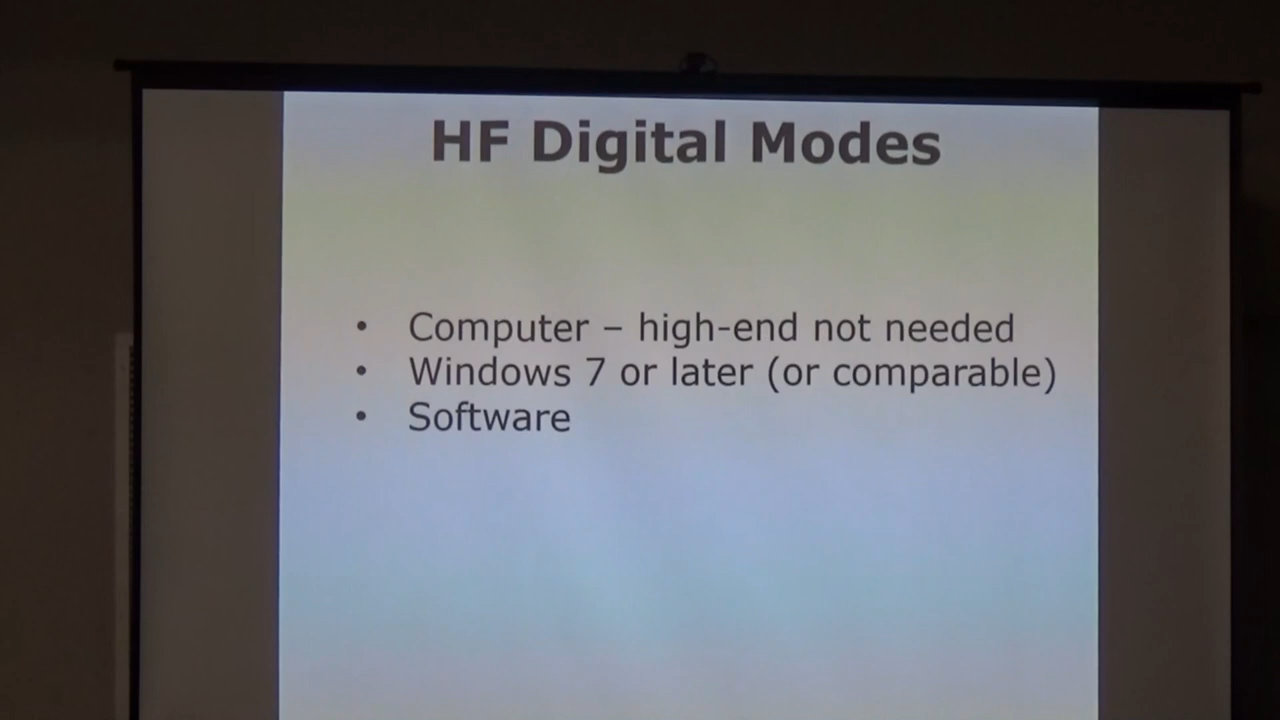 HF Digital Modes
• Computer – high-end not needed
• Windows 7 or later (or comparable)
• Software